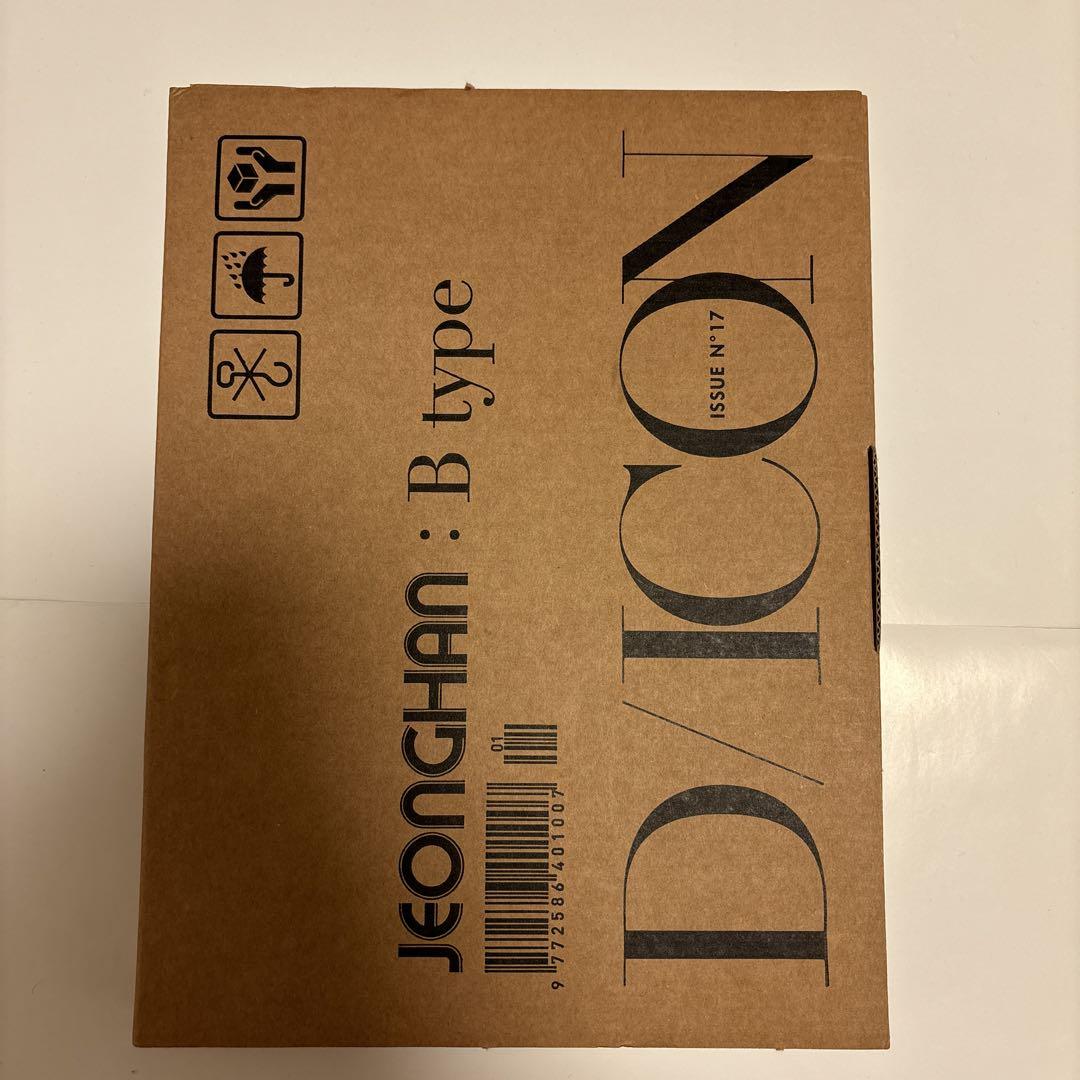 JEONGHAN : B type
01
9 772586 401007
D/ICON
ISSUE N°17